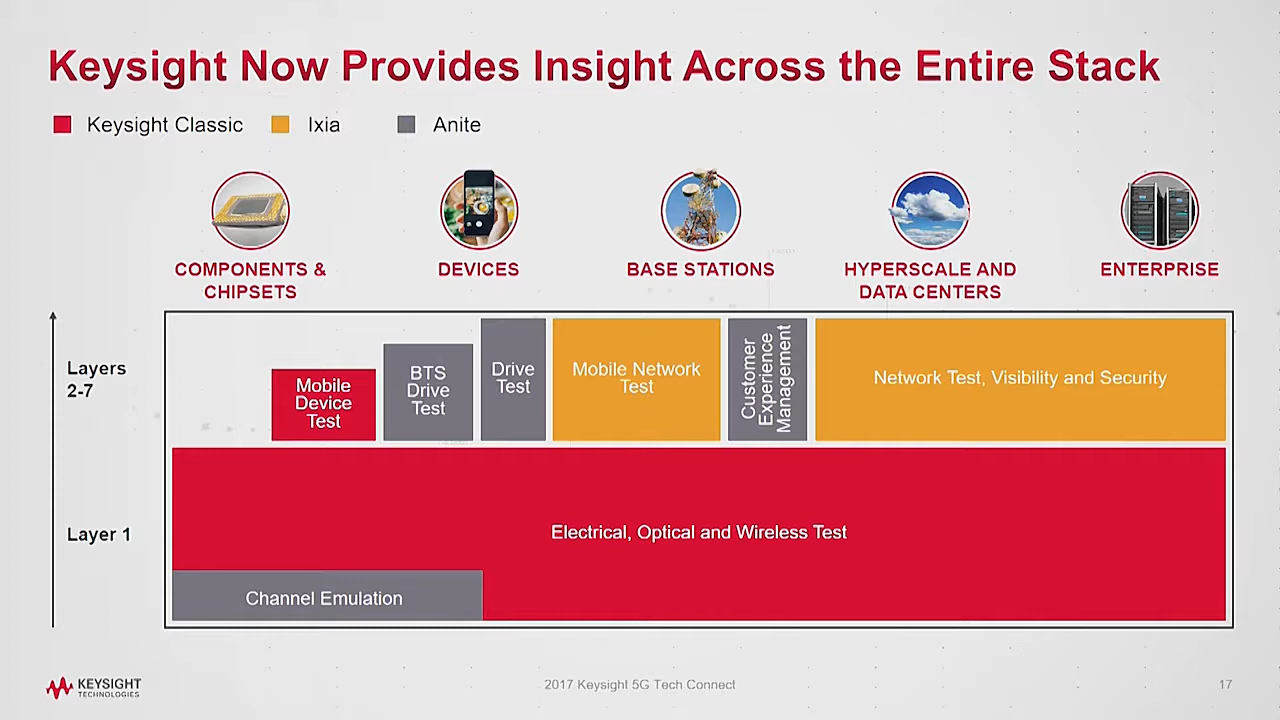 Keysight Now Provides Insight Across the Entire Stack
Keysight Classic
Ixia
Anite
COMPONENTS &
CHIPSETS
DEVICES
BASE STATIONS
HYPERSCALE AND
DATA CENTERS
ENTERPRISE
Layers
2-7
Mobile
Device
Test
BTS
Drive
Test
Drive
Test
Mobile Network
Test
Customer
Experience
Management
Network Test, Visibility and Security
Layer 1
Electrical, Optical and Wireless Test
Channel Emulation
KEYSIGHT
TECHNOLOGIES
2017 Keysight 5G Tech Connect
17